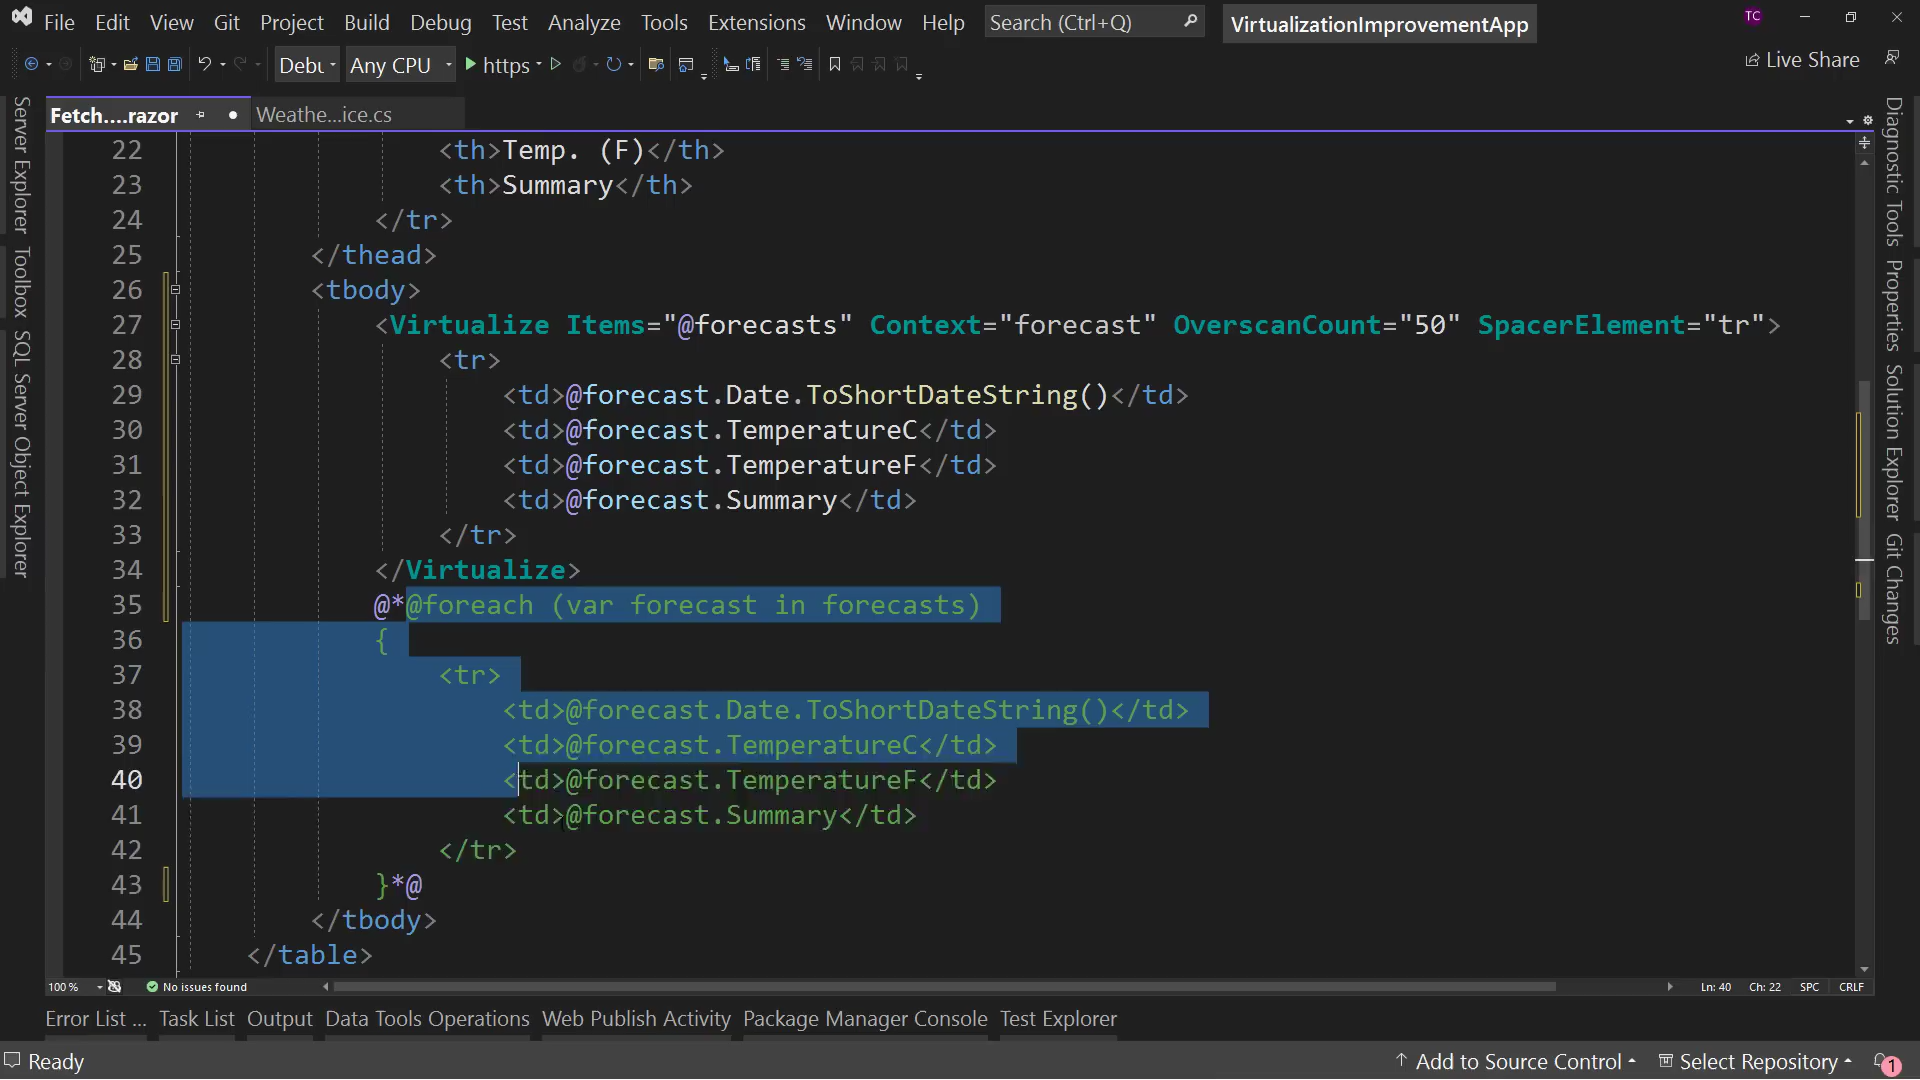 File Edit View Git Project Build Debug Test Analyze Tools Extensions Window Help Search (Ctrl+Q) VirtualizationImprovementApp TC
Debu Any CPU https Live Share
Fetch....razor Weathe...ice.cs
Server Explorer
Toolbox
SQL Server Object Explorer
22 <th>Temp. (F)</th>
23 <th>Summary</th>
24 </tr>
25 </thead>
26 <tbody>
27 <Virtualize Items="@forecasts" Context="forecast" OverscanCount="50" SpacerElement="tr">
28 <tr>
29 <td>@forecast.Date.ToShortDateString()</td>
30 <td>@forecast.TemperatureC</td>
31 <td>@forecast.TemperatureF</td>
32 <td>@forecast.Summary</td>
33 </tr>
34 </Virtualize>
35 @*@foreach (var forecast in forecasts)
36 {
37 <tr>
38 <td>@forecast.Date.ToShortDateString()</td>
39 <td>@forecast.TemperatureC</td>
40 <td>@forecast.TemperatureF</td>
41 <td>@forecast.Summary</td>
42 </tr>
43 }*@
44 </tbody>
45 </table>
Diagnostic Tools
Properties
Solution Explorer
Git Changes
100 % No issues found Ln: 40 Ch: 22 SPC CRLF
Error List ... Task List Output Data Tools Operations Web Publish Activity Package Manager Console Test Explorer
Ready Add to Source Control Select Repository 1